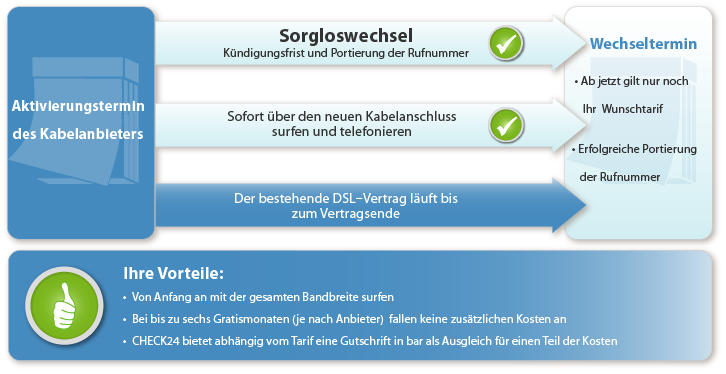 Aktivierungstermin
des Kabelanbieters
Sorgloswechsel
Kündigungsfrist und Portierung der Rufnummer
Sofort über den neuen Kabelanschluss
surfen und telefonieren
Der bestehende DSL–Vertrag läuft bis
zum Vertragsende
Wechseltermin
• Ab jetzt gilt nur noch
Ihr Wunschtarif
• Erfolgreiche Portierung
der Rufnummer
Ihre Vorteile:
• Von Anfang an mit der gesamten Bandbreite surfen
• Bei bis zu sechs Gratismonaten (je nach Anbieter) fallen keine zusätzlichen Kosten an
• CHECK24 bietet abhängig vom Tarif eine Gutschrift in bar als Ausgleich für einen Teil der Kosten